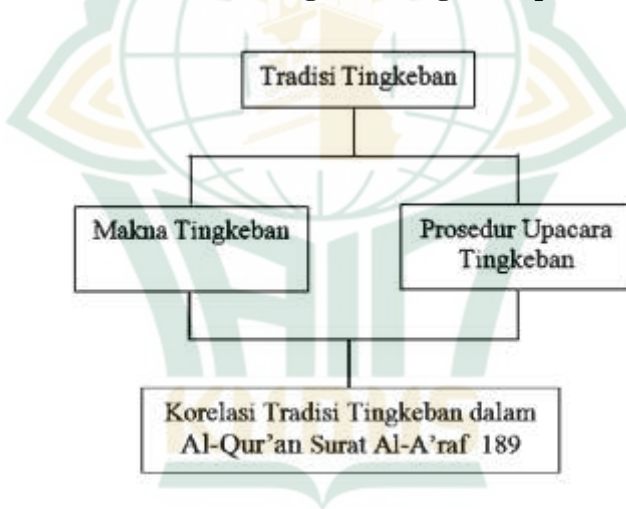 Tradisi Tingkeban
Makna Tingkeban
Prosedur Upacara
Tingkeban
Korelasi Tradisi Tingkeban dalam
Al-Qur'an Surat Al-A'raf 189